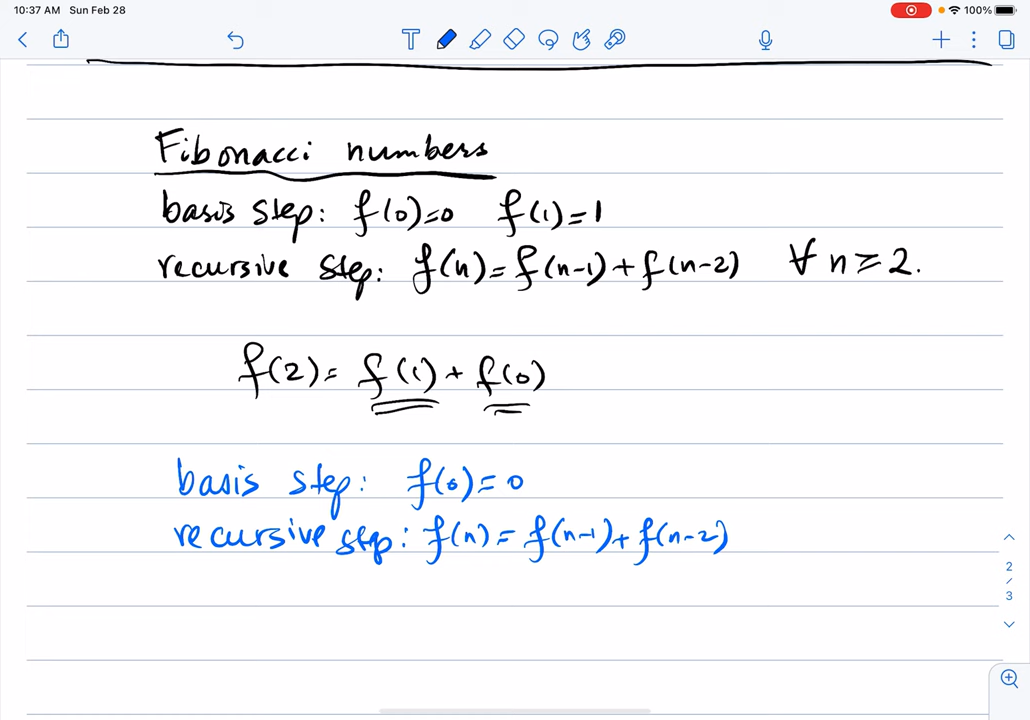 10:37 AM Sun Feb 28
100%
T
Fibonacci numbers
basis step: f(0)=0 f(1)=1
recursive step: f(n)=f(n-1)+f(n-2) ∀ n≥2.
f(2)= f(1)+f(0)
basis step: f(0)=0
recursive step: f(n)=f(n-1)+f(n-2)
2
/
3